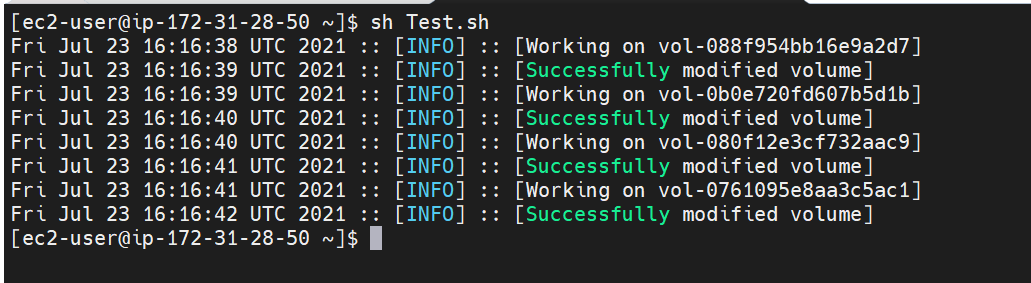 [ec2-user@ip-172-31-28-50 ~]$ sh Test.sh
Fri Jul 23 16:16:38 UTC 2021 :: [INFO] :: [Working on vol-088f954bb16e9a2d7]
Fri Jul 23 16:16:39 UTC 2021 :: [INFO] :: [Successfully modified volume]
Fri Jul 23 16:16:39 UTC 2021 :: [INFO] :: [Working on vol-0b0e720fd607b5d1b]
Fri Jul 23 16:16:40 UTC 2021 :: [INFO] :: [Successfully modified volume]
Fri Jul 23 16:16:40 UTC 2021 :: [INFO] :: [Working on vol-080f12e3cf732aac9]
Fri Jul 23 16:16:41 UTC 2021 :: [INFO] :: [Successfully modified volume]
Fri Jul 23 16:16:41 UTC 2021 :: [INFO] :: [Working on vol-0761095e8aa3c5ac1]
Fri Jul 23 16:16:42 UTC 2021 :: [INFO] :: [Successfully modified volume]
[ec2-user@ip-172-31-28-50 ~]$